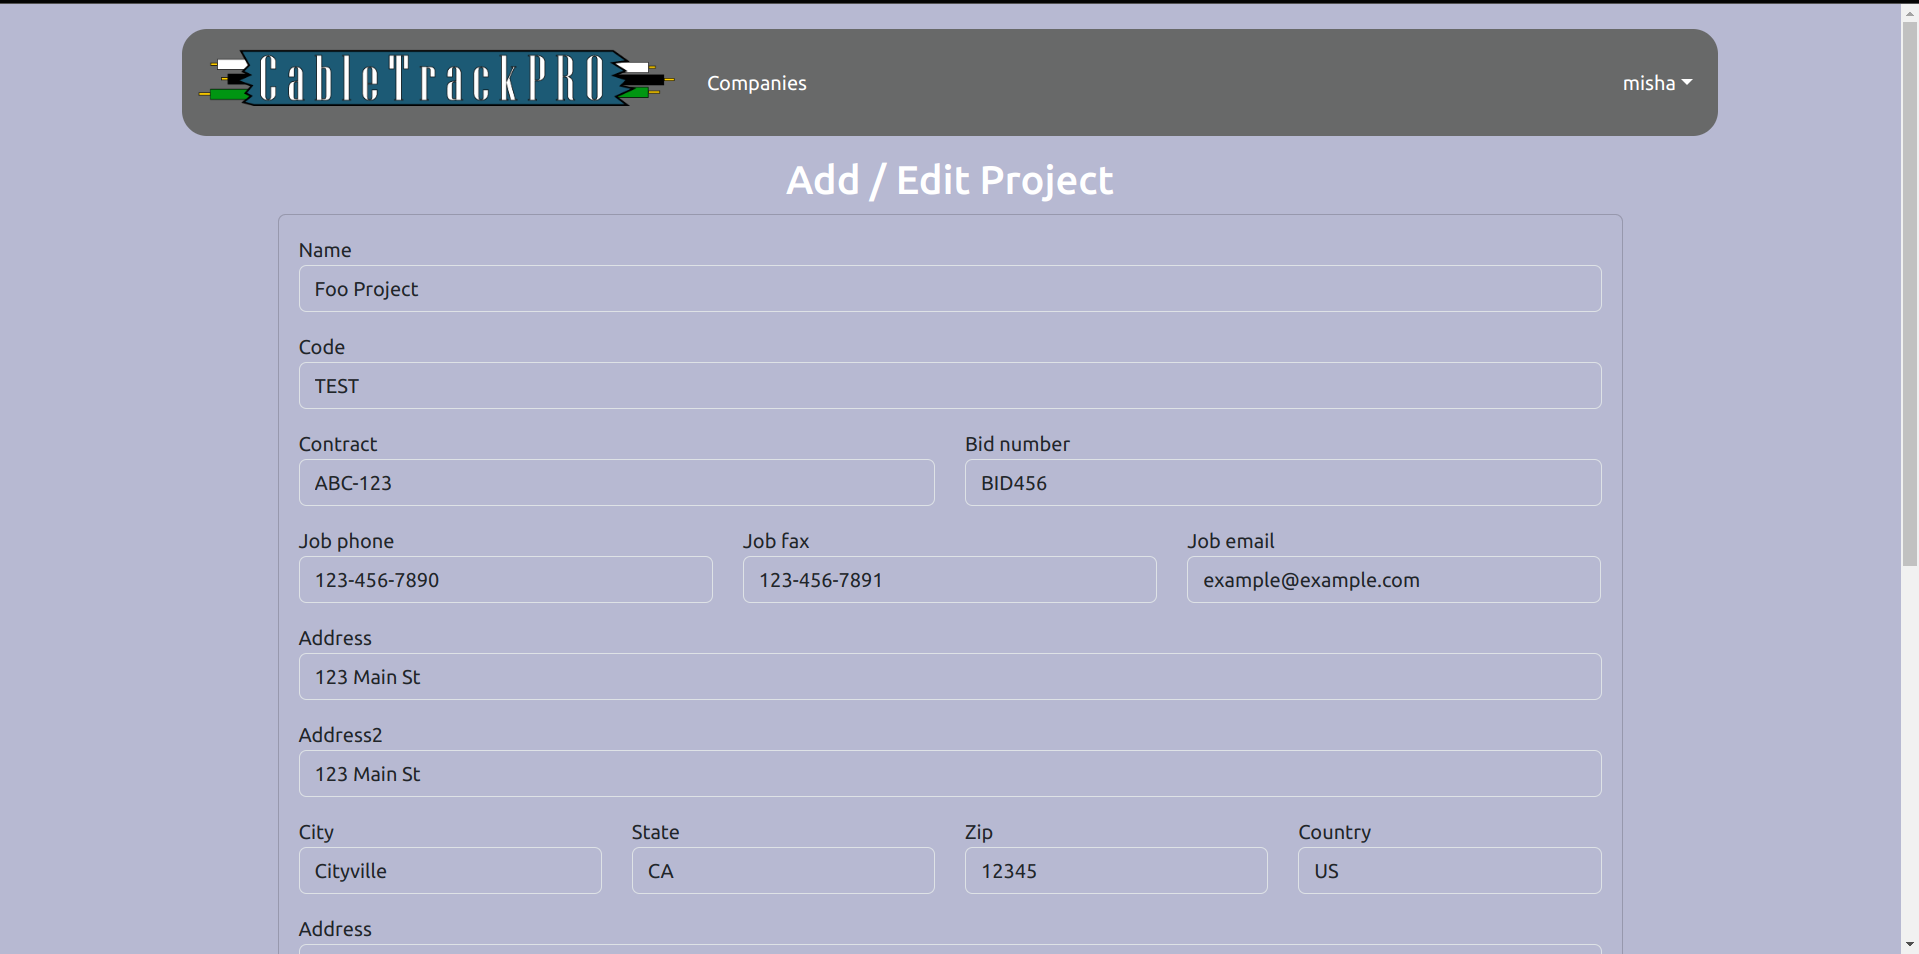 CableTrackPRO Companies misha
Add / Edit Project
Name
Foo Project
Code
TEST
Contract Bid number
ABC-123 BID456
Job phone Job fax Job email
123-456-7890 123-456-7891 example@example.com
Address
123 Main St
Address2
123 Main St
City State Zip Country
Cityville CA 12345 US
Address